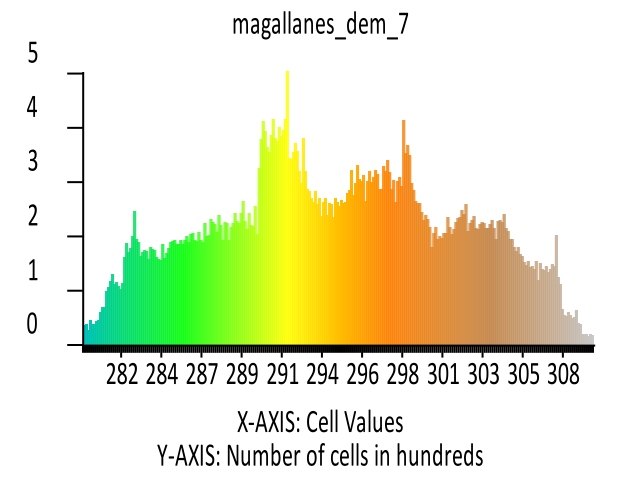 magallanes_dem_7
5
4
3
2
1
0
282 284 287 289 291 294 296 298 301 303 305 308
X-AXIS: Cell Values
Y-AXIS: Number of cells in hundreds